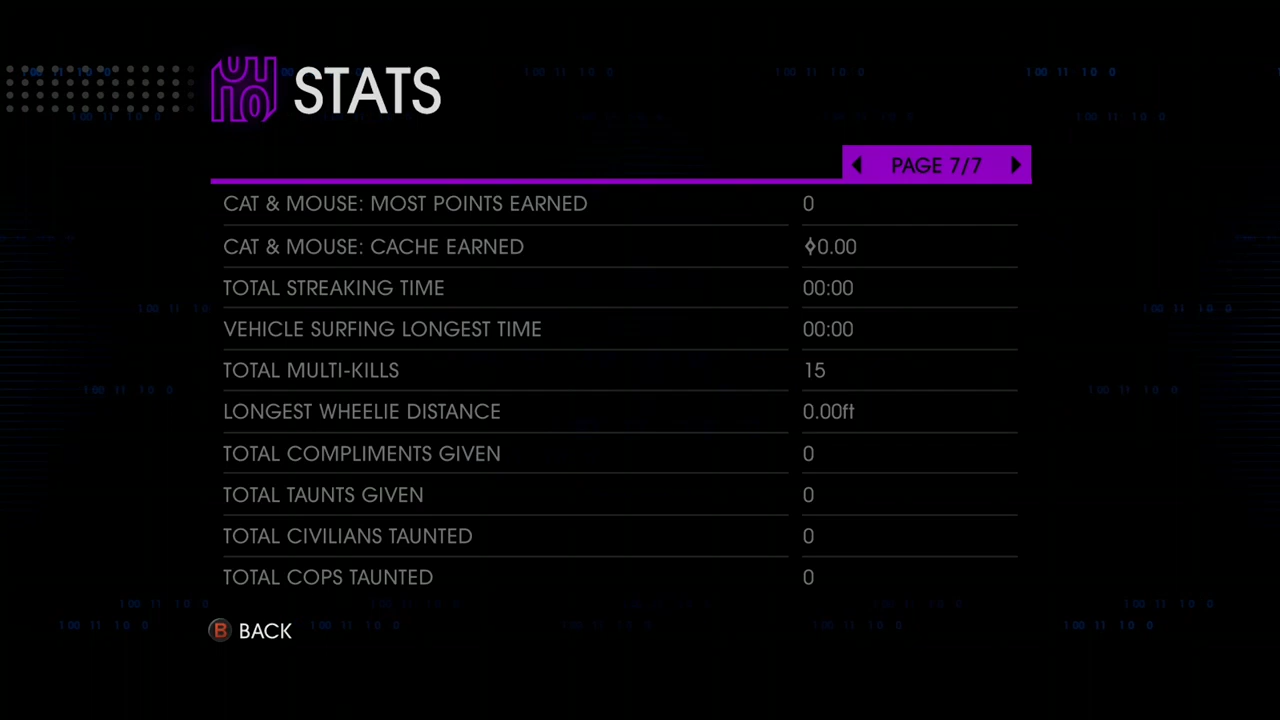 STATS
PAGE 7/7
CAT & MOUSE: MOST POINTS EARNED 0
CAT & MOUSE: CACHE EARNED 0.00
TOTAL STREAKING TIME 00:00
VEHICLE SURFING LONGEST TIME 00:00
TOTAL MULTI-KILLS 15
LONGEST WHEELIE DISTANCE 0.00ft
TOTAL COMPLIMENTS GIVEN 0
TOTAL TAUNTS GIVEN 0
TOTAL CIVILIANS TAUNTED 0
TOTAL COPS TAUNTED 0
B BACK